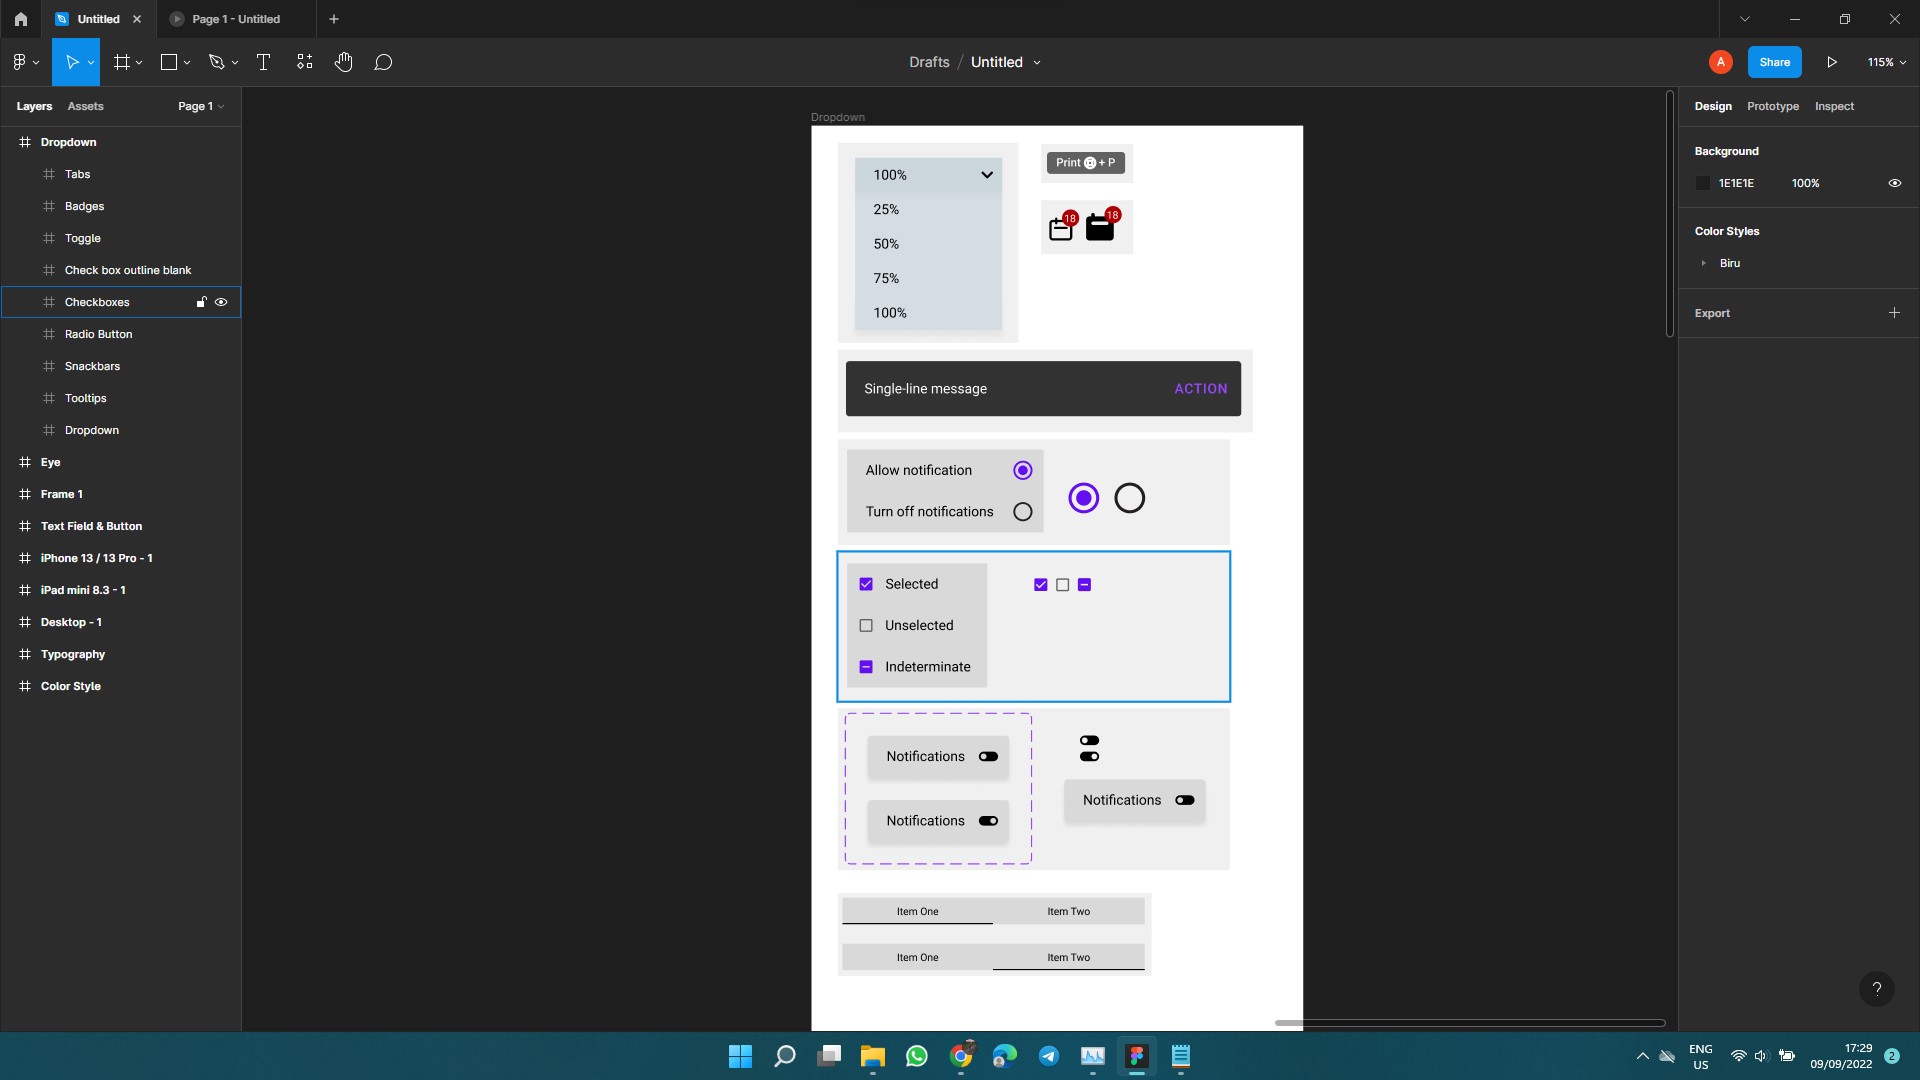 Untitled
Page 1 - Untitled
Drafts / Untitled
A
Share
115%
Layers
Assets
Page 1
Dropdown
Tabs
Badges
Toggle
Check box outline blank
Checkboxes
Radio Button
Snackbars
Tooltips
Dropdown
Eye
Frame 1
Text Field & Button
iPhone 13 / 13 Pro - 1
iPad mini 8.3 - 1
Desktop - 1
Typography
Color Style
Dropdown
100%
25%
50%
75%
100%
Print + P
18
18
Single-line message
ACTION
Allow notification
Turn off notifications
Selected
Unselected
Indeterminate
Notifications
Notifications
Notifications
Item One
Item Two
Item One
Item Two
Design
Prototype
Inspect
Background
1E1E1E
100%
Color Styles
Biru
Export
?
ENG
US
17:29
09/09/2022
2